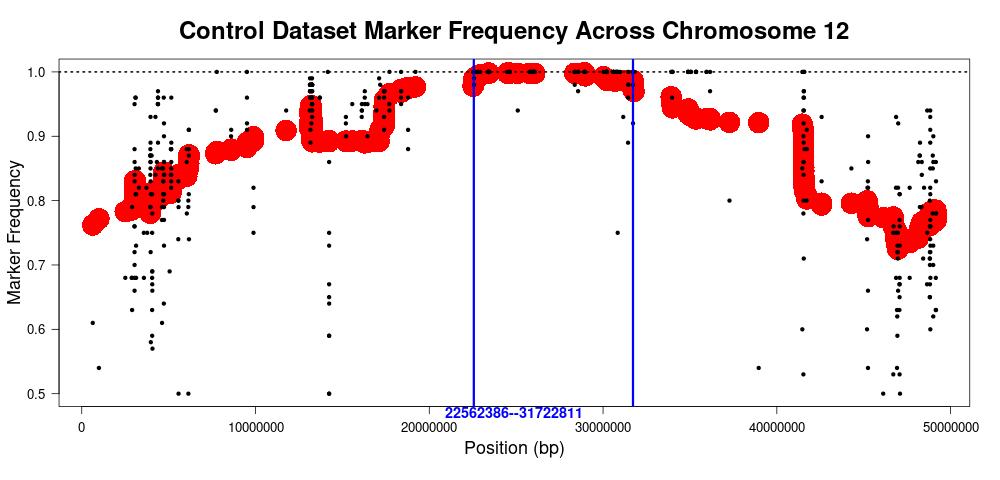 Control Dataset Marker Frequency Across Chromosome 12
Marker Frequency
1.0
0.9
0.8
0.7
0.6
0.5
22562386--31722811
0 10000000 20000000 30000000 40000000 50000000
Position (bp)